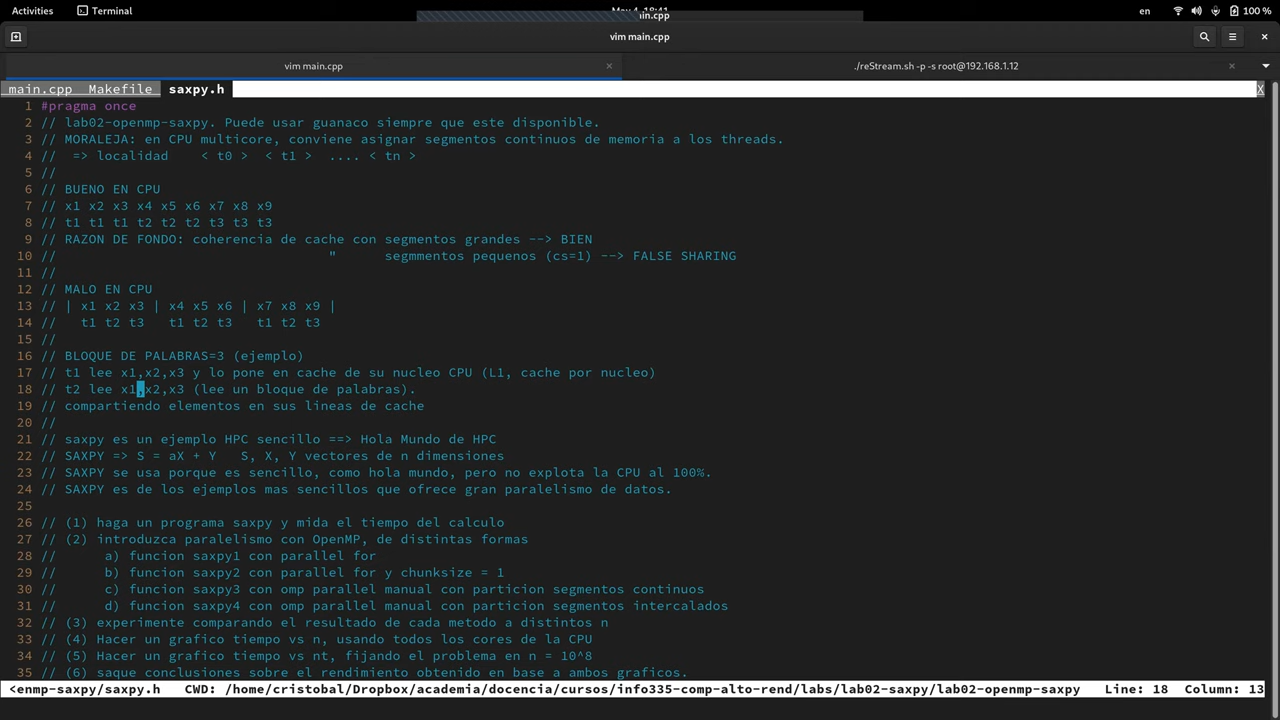 Activities Terminal en 100 %
main.cpp
vim main.cpp
vim main.cpp × ./reStream.sh -p -s root@192.168.1.12 ×
main.cpp Makefile saxpy.h X
1 #pragma once
2 // lab02-openmp-saxpy. Puede usar guanaco siempre que este disponible.
3 // MORALEJA: en CPU multicore, conviene asignar segmentos continuos de memoria a los threads.
4 // => localidad < t0 > < t1 > .... < tn >
5 //
6 // BUENO EN CPU
7 // x1 x2 x3 x4 x5 x6 x7 x8 x9
8 // t1 t1 t1 t2 t2 t2 t3 t3 t3
9 // RAZON DE FONDO: coherencia de cache con segmentos grandes --> BIEN
10 // " segmmentos pequenos (cs=1) --> FALSE SHARING
11 //
12 // MALO EN CPU
13 // | x1 x2 x3 | x4 x5 x6 | x7 x8 x9 |
14 // t1 t2 t3 t1 t2 t3 t1 t2 t3
15 //
16 // BLOQUE DE PALABRAS=3 (ejemplo)
17 // t1 lee x1,x2,x3 y lo pone en cache de su nucleo CPU (L1, cache por nucleo)
18 // t2 lee x1,x2,x3 (lee un bloque de palabras).
19 // compartiendo elementos en sus lineas de cache
20 //
21 // saxpy es un ejemplo HPC sencillo ==> Hola Mundo de HPC
22 // SAXPY => S = aX + Y S, X, Y vectores de n dimensiones
23 // SAXPY se usa porque es sencillo, como hola mundo, pero no explota la CPU al 100%.
24 // SAXPY es de los ejemplos mas sencillos que ofrece gran paralelismo de datos.
25
26 // (1) haga un programa saxpy y mida el tiempo del calculo
27 // (2) introduzca paralelismo con OpenMP, de distintas formas
28 // a) funcion saxpy1 con parallel for
29 // b) funcion saxpy2 con parallel for y chunksize = 1
30 // c) funcion saxpy3 con omp parallel manual con particion segmentos continuos
31 // d) funcion saxpy4 con omp parallel manual con particion segmentos intercalados
32 // (3) experimente comparando el resultado de cada metodo a distintos n
33 // (4) Hacer un grafico tiempo vs n, usando todos los cores de la CPU
34 // (5) Hacer un grafico tiempo vs nt, fijando el problema en n = 10^8
35 // (6) saque conclusiones sobre el rendimiento obtenido en base a ambos graficos.
<enmp-saxpy/saxpy.h CWD: /home/cristobal/Dropbox/academia/docencia/cursos/info335-comp-alto-rend/labs/lab02-saxpy/lab02-openmp-saxpy Line: 18 Column: 13